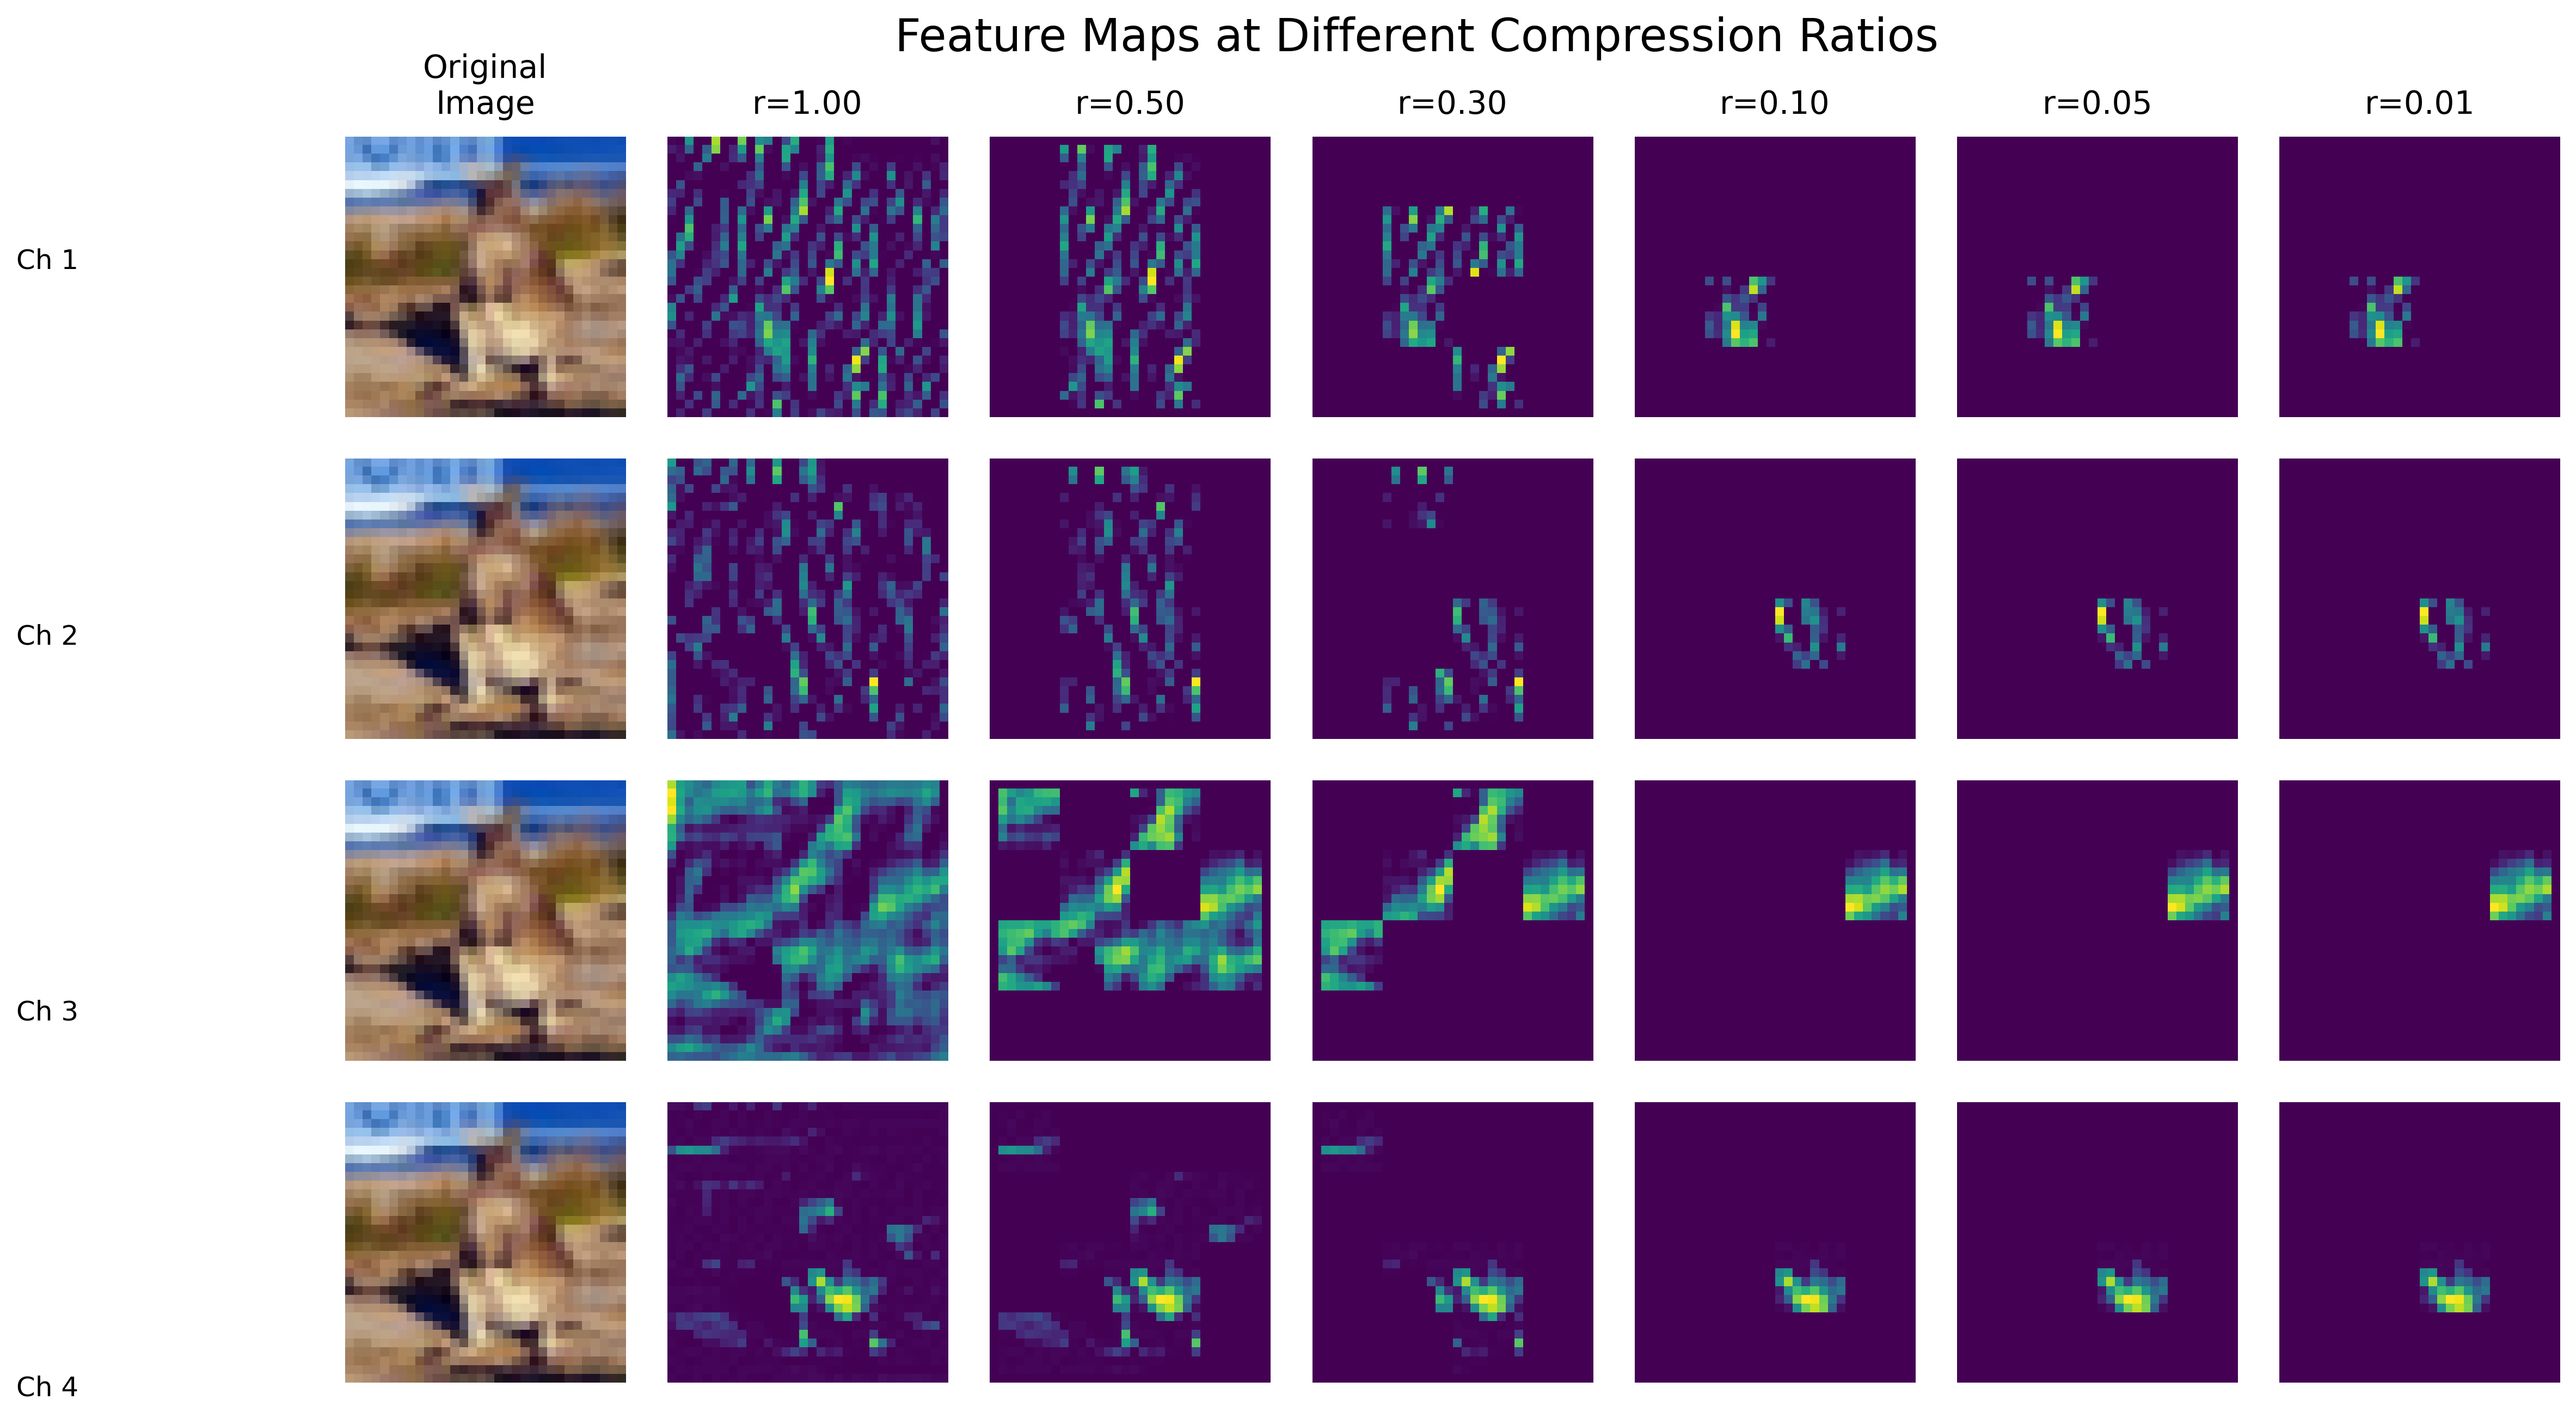 Feature Maps at Different Compression Ratios
Original
Image
r=1.00
r=0.50
r=0.30
r=0.10
r=0.05
r=0.01
Ch 1
Ch 2
Ch 3
Ch 4